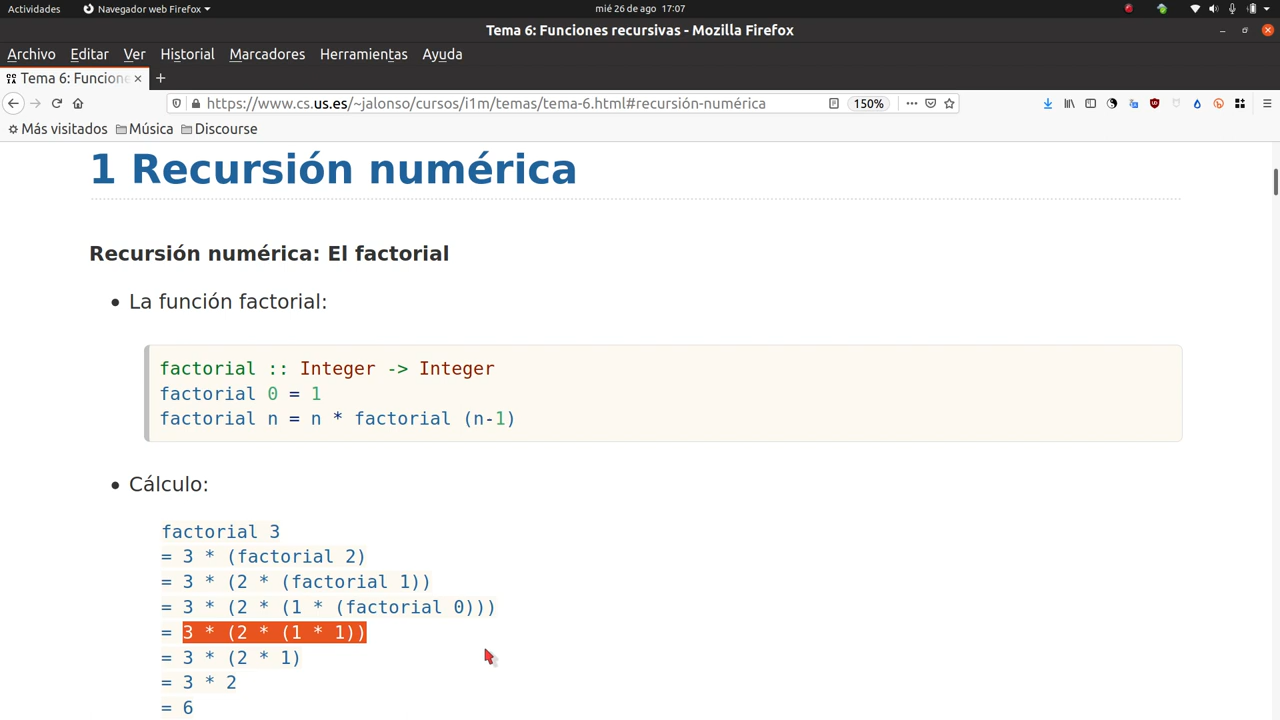 Actividades Navegador web Firefox mié 26 de ago 17:07
Tema 6: Funciones recursivas - Mozilla Firefox
Archivo Editar Ver Historial Marcadores Herramientas Ayuda
Tema 6: Funcione × +
https://www.cs.us.es/~jalonso/cursos/i1m/temas/tema-6.html#recursión-numérica 150%
Más visitados Música Discourse
1 Recursión numérica
Recursión numérica: El factorial
• La función factorial:
factorial :: Integer -> Integer
factorial 0 = 1
factorial n = n * factorial (n-1)
• Cálculo:
factorial 3
= 3 * (factorial 2)
= 3 * (2 * (factorial 1))
= 3 * (2 * (1 * (factorial 0)))
= 3 * (2 * (1 * 1))
= 3 * (2 * 1)
= 3 * 2
= 6